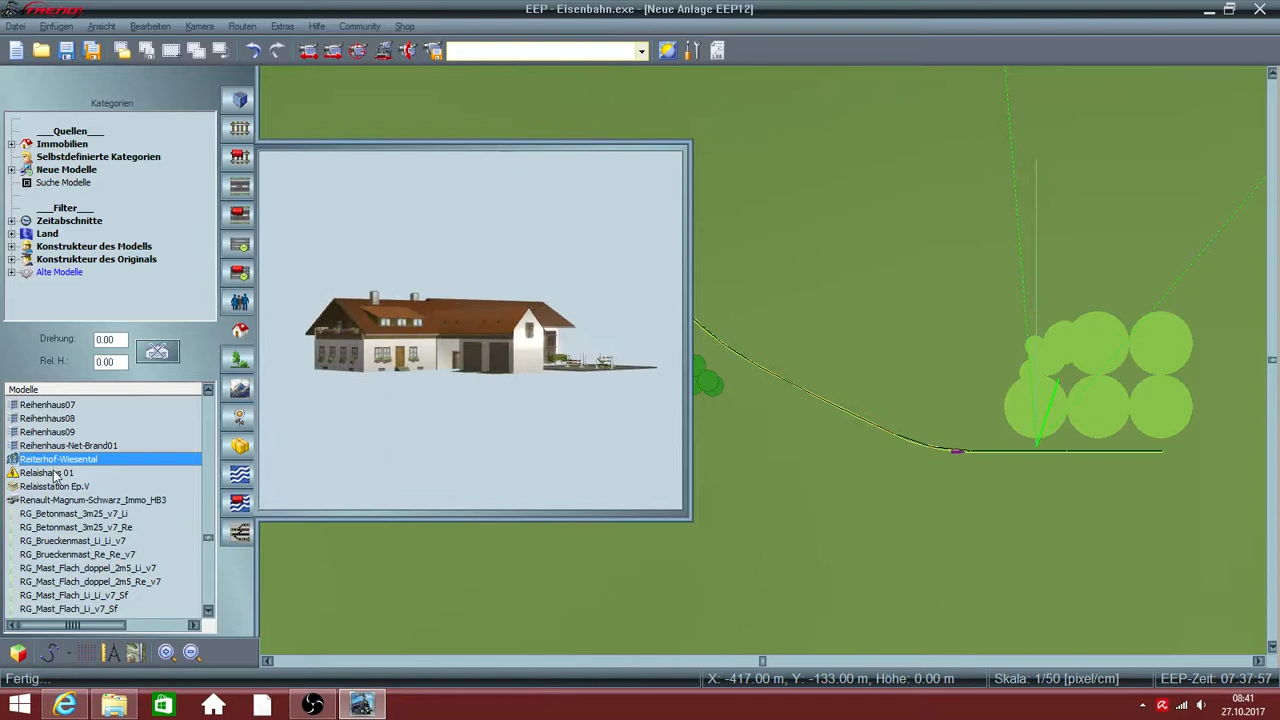 TREND
EEP - Eisenbahn.exe - [Neue Anlage EEP12]
Datei Einfügen Ansicht Bearbeiten Kamera Routen Extras Hilfe Community Shop
Kategorien
___Quellen___
Immobilien
Selbstdefinierte Kategorien
Neue Modelle
Suche Modelle
___Filter___
Zeitabschnitte
Land
Konstrukteur des Modells
Konstrukteur des Originals
Alte Modelle
Drehung: 0.00
Rel. H.: 0.00
Modelle
Reihenhaus07
Reihenhaus08
Reihenhaus09
Reihenhaus-Net-Brand01
Reiterhof-Wiesental
Relaishaus 01
Relaisstation Ep.V
Renault-Magnum-Schwarz_Immo_HB3
RG_Betonmast_3m25_v7_Li
RG_Betonmast_3m25_v7_Re
RG_Brueckenmast_Li_Li_v7
RG_Brueckenmast_Re_Re_v7
RG_Mast_Flach_doppel_2m5_Li_v7
RG_Mast_Flach_doppel_2m5_Re_v7
RG_Mast_Flach_Li_Li_v7_Sf
RG_Mast_Flach_Li_v7_Sf
Fertig... X: -417.00 m, Y: -133.00 m, Höhe: 0.00 m Skala: 1/50 [pixel/cm] EEP-Zeit: 07:37:57
08:41
27.10.2017